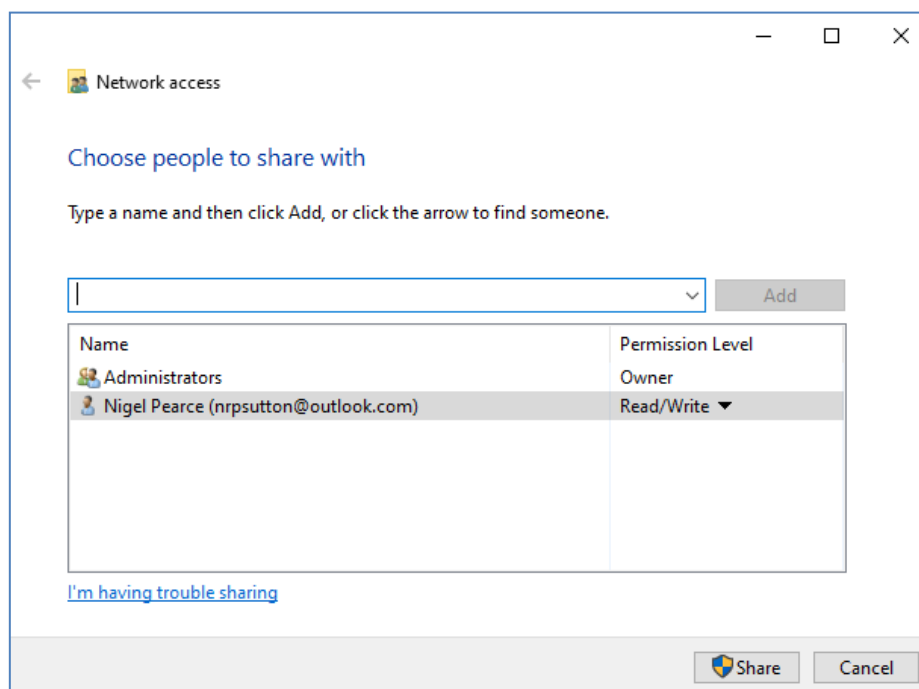 Network access
Choose people to share with
Type a name and then click Add, or click the arrow to find someone.
Add
Name Permission Level
Administrators Owner
Nigel Pearce (nrpsutton@outlook.com) Read/Write
I'm having trouble sharing
Share Cancel